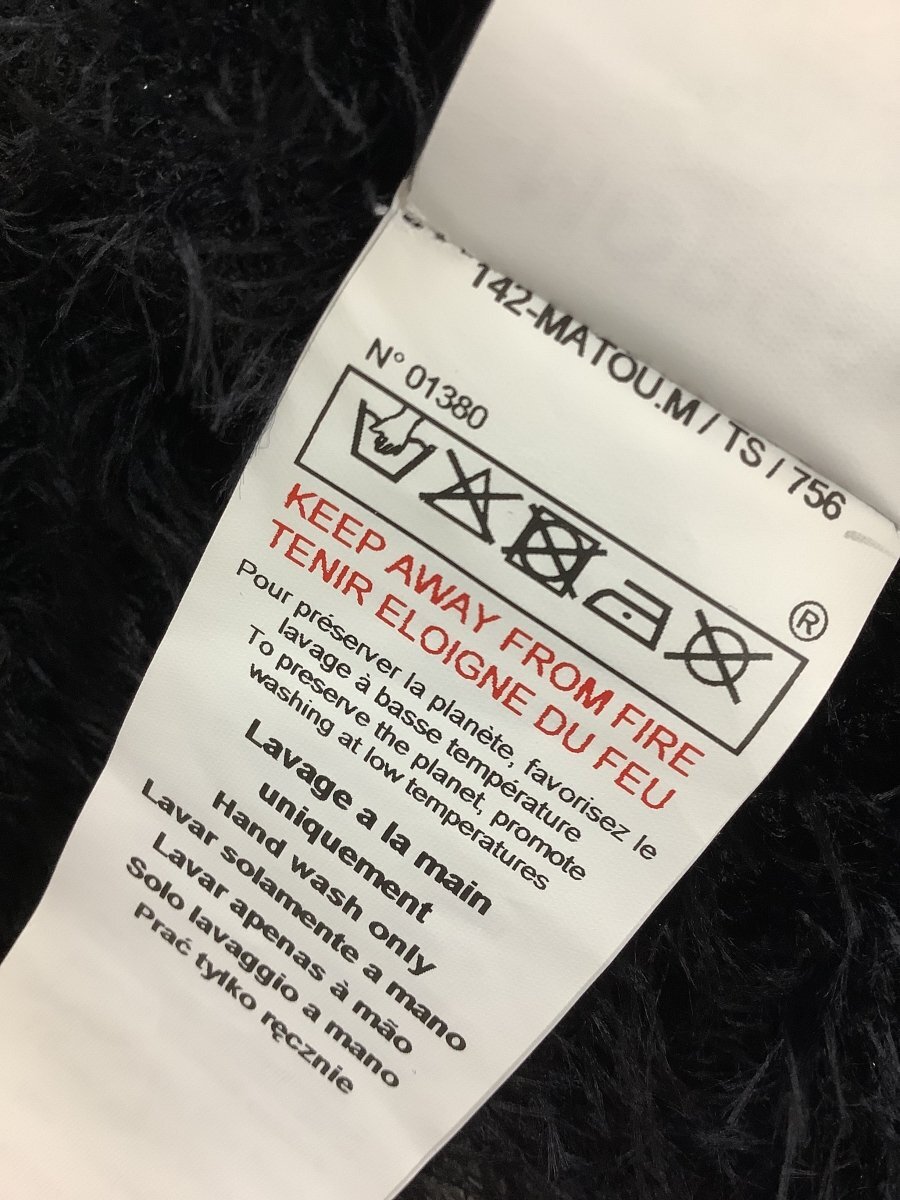 142-MATOU.M / TS / 756
N° 01380
®
KEEP AWAY FROM FIRE
TENIR ELOIGNE DU FEU
Pour préserver la planète, favorisez le
lavage à basse température
To preserve the planet, promote
washing at low temperatures
Lavage a la main
uniquement
Hand wash only
Lavar solamente a mano
Lavar apenas à mão
Solo lavaggio a mano
Prać tylko ręcznie